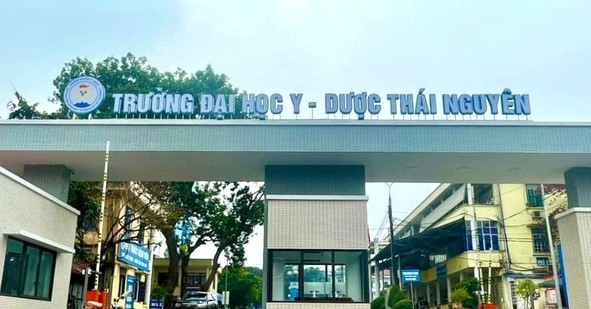 TRƯỜNG ĐẠI HỌC Y - DƯỢC THÁI NGUYÊN